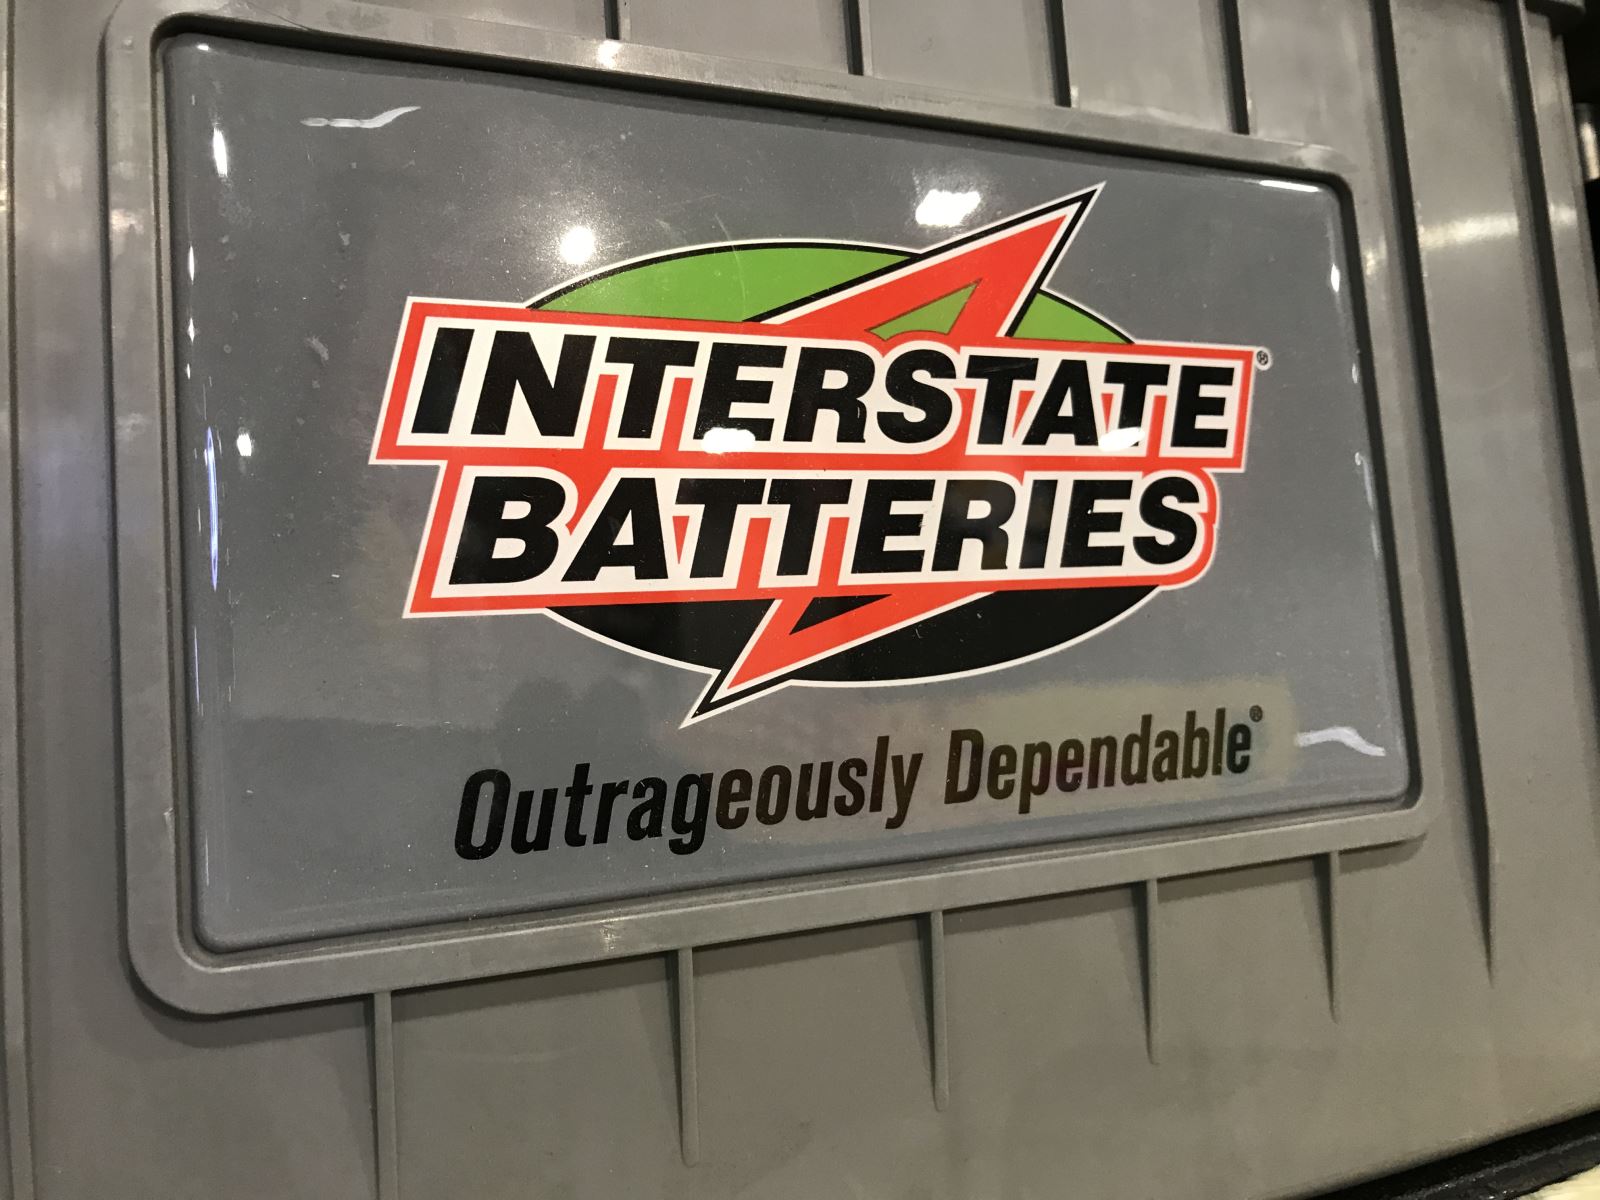 INTERSTATE®
BATTERIES
Outrageously Dependable®